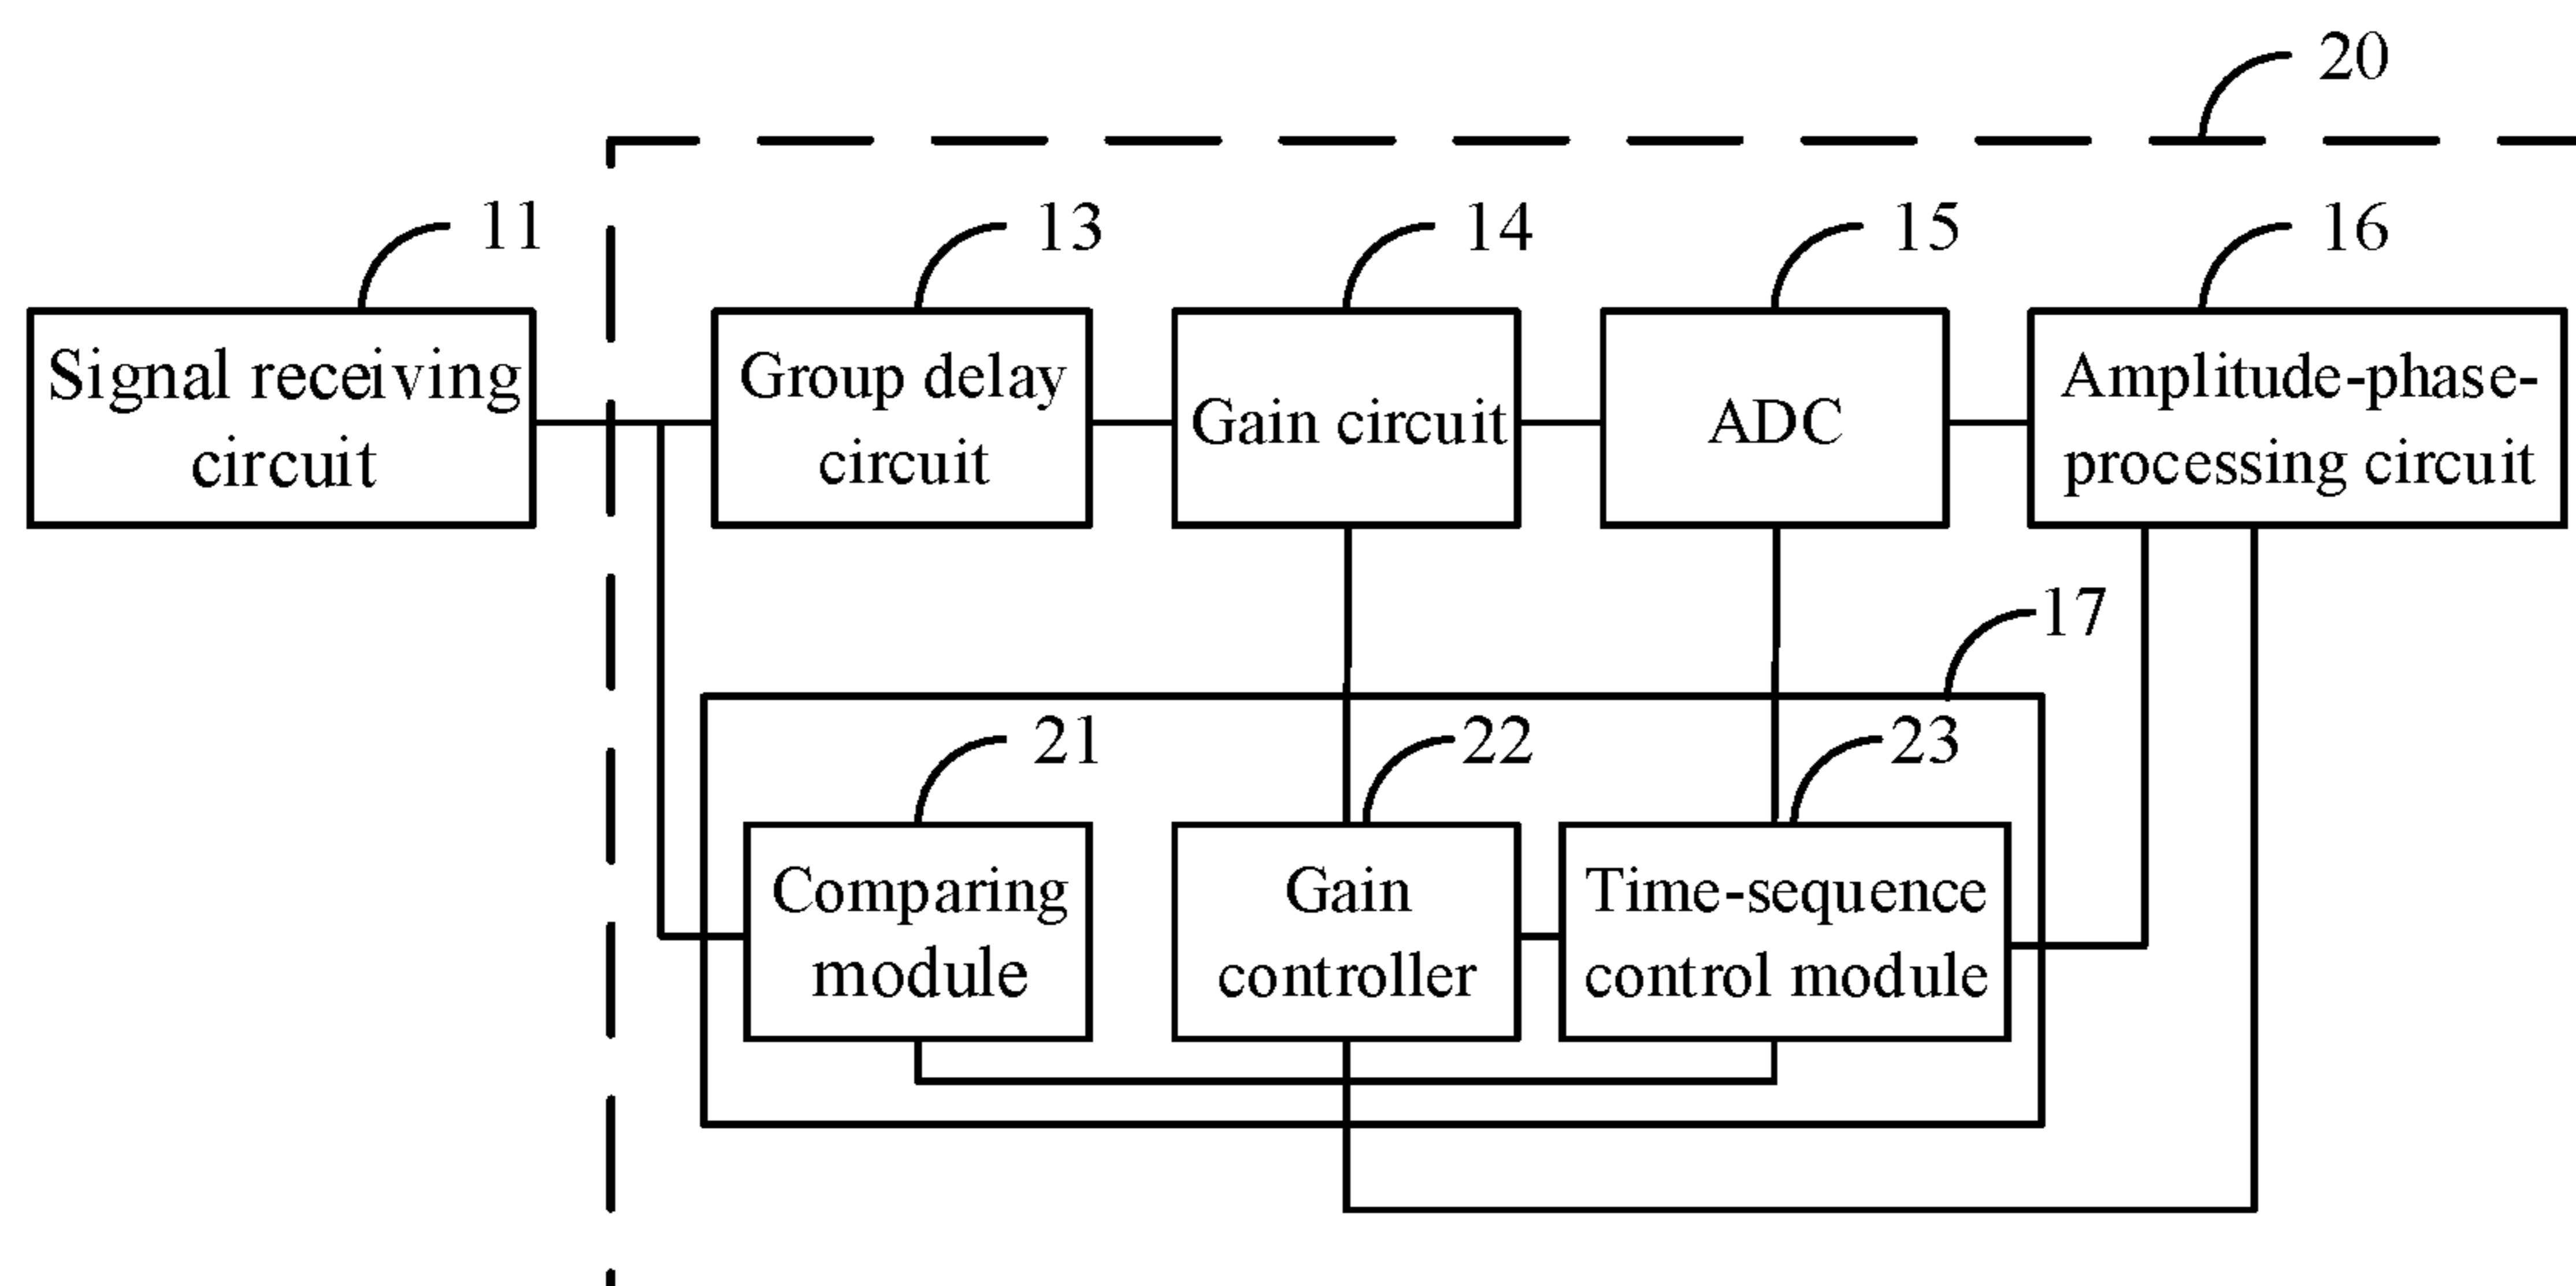 20
11
13
14
15
16
Signal receiving
circuit
Group delay
circuit
Gain circuit
ADC
Amplitude-phase-
processing circuit
17
21
22
23
Comparing
module
Gain
controller
Time-sequence
control module